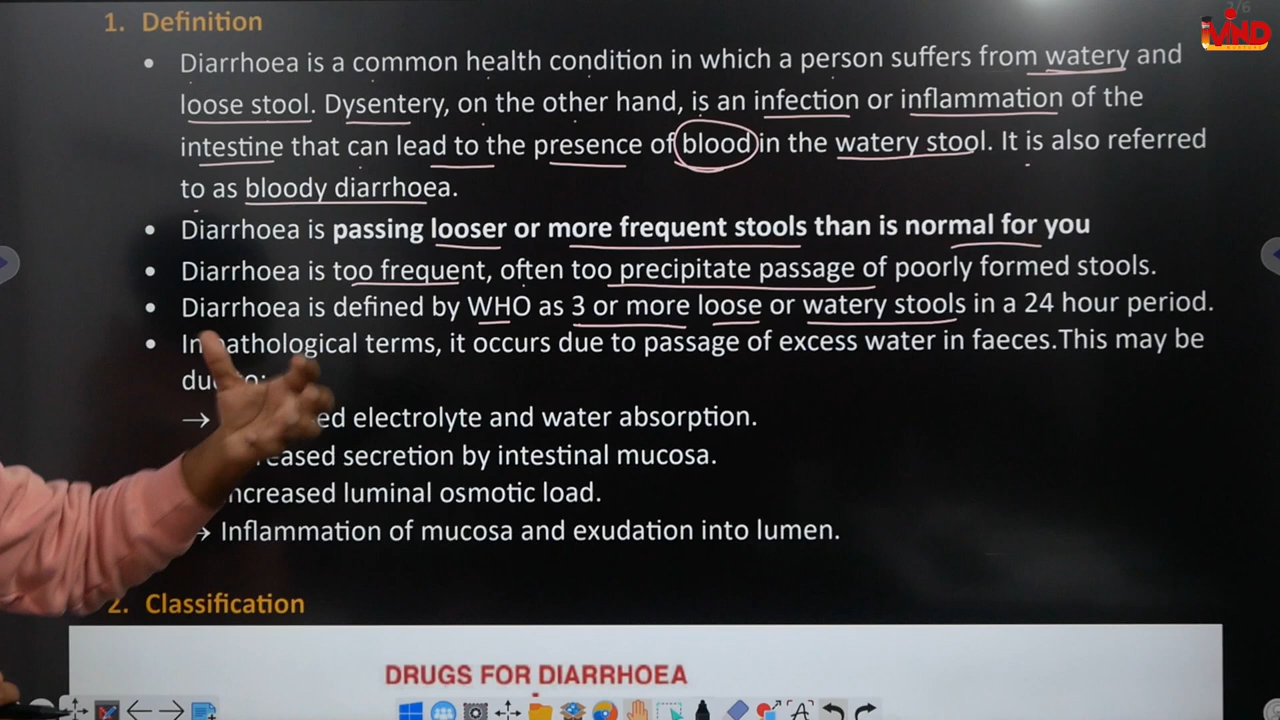 1. Definition
• Diarrhoea is a common health condition in which a person suffers from watery and
loose stool. Dysentery, on the other hand, is an infection or inflammation of the
intestine that can lead to the presence of blood in the watery stool. It is also referred
to as bloody diarrhoea.
• Diarrhoea is passing looser or more frequent stools than is normal for you
• Diarrhoea is too frequent, often too precipitate passage of poorly formed stools.
• Diarrhoea is defined by WHO as 3 or more loose or watery stools in a 24 hour period.
• In pathological terms, it occurs due to passage of excess water in faeces.This may be
due to:
→ electrolyte and water absorption.
secretion by intestinal mucosa.
Increased luminal osmotic load.
→ Inflammation of mucosa and exudation into lumen.
2. Classification
DRUGS FOR DIARRHOEA